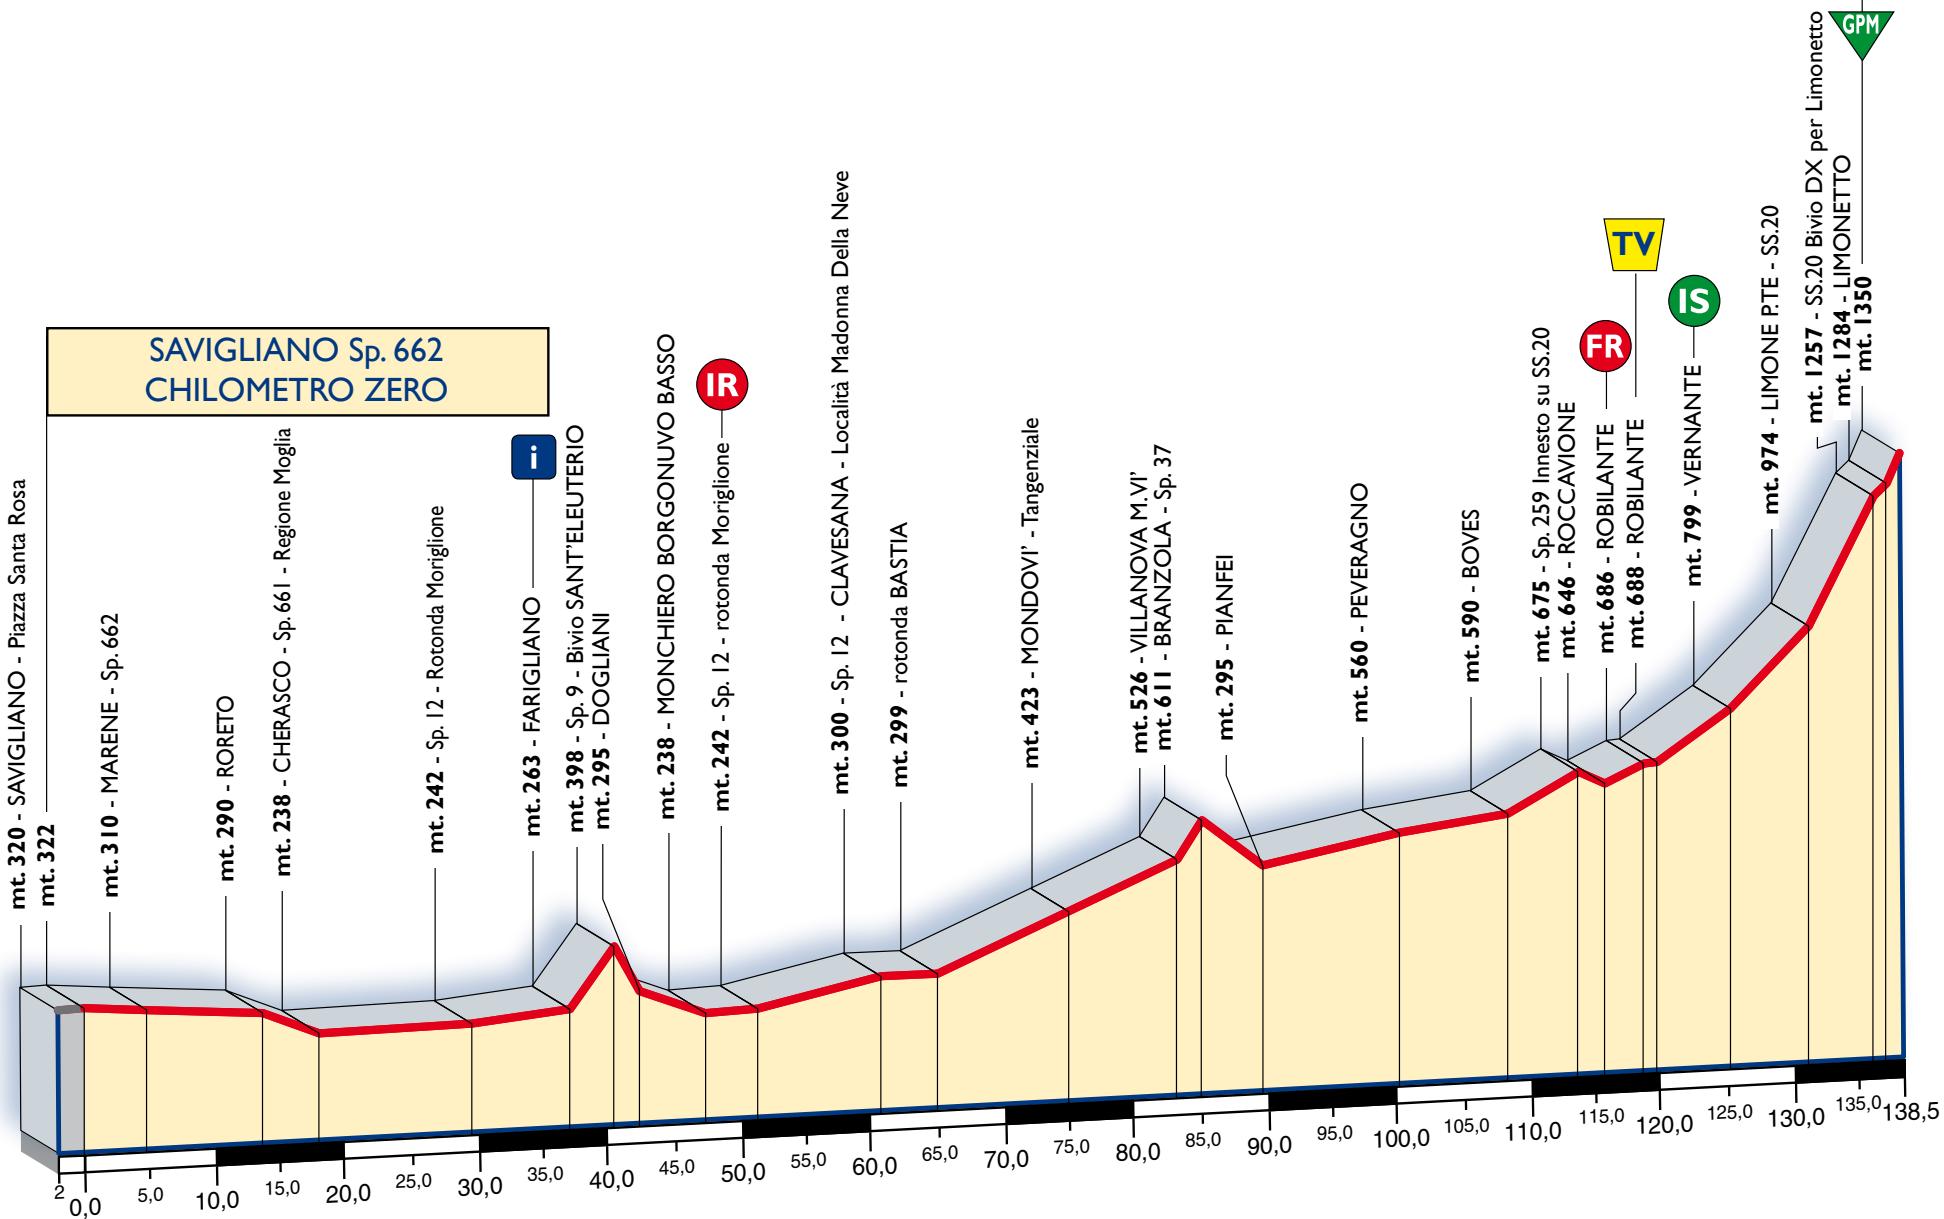 mt. 320 - SAVIGLIANO - Piazza Santa Rosa
mt. 322
SAVIGLIANO Sp. 662
CHILOMETRO ZERO
mt. 310 - MARENE - Sp. 662
mt. 290 - RORETO
mt. 238 - CHERASCO - Sp. 661 - Regione Moglia
mt. 242 - Sp. 12 - Rotonda Moriglione
i
mt. 263 - FARIGLIANO
mt. 398 - Sp. 9 - Bivio SANT'ELEUTERIO
mt. 295 - DOGLIANI
mt. 238 - MONCHIERO BORGONUVO BASSO
IR
mt. 242 - Sp. 12 - rotonda Moriglione
mt. 300 - Sp. 12 - CLAVESANA - Località Madonna Della Neve
mt. 299 - rotonda BASTIA
mt. 423 - MONDOVI' - Tangenziale
mt. 526 - VILLANOVA M.VI'
mt. 611 - BRANZOLA - Sp. 37
mt. 295 - PIANFEI
mt. 560 - PEVERAGNO
mt. 590 - BOVES
mt. 675 - Sp. 259 Innesto su SS.20
mt. 646 - ROCCAVIONE
FR
mt. 686 - ROBILANTE
TV
mt. 688 - ROBILANTE
IS
mt. 799 - VERNANTE
mt. 974 - LIMONE P.TE - SS.20
mt. 1257 - SS.20 Bivio DX per Limonetto
mt. 1284 - LIMONETTO
GPM
mt. 1350
2
0,0
5,0
10,0
15,0
20,0
25,0
30,0
35,0
40,0
45,0
50,0
55,0
60,0
65,0
70,0
75,0
80,0
85,0
90,0
95,0
100,0
105,0
110,0
115,0
120,0
125,0
130,0
135,0
138,5